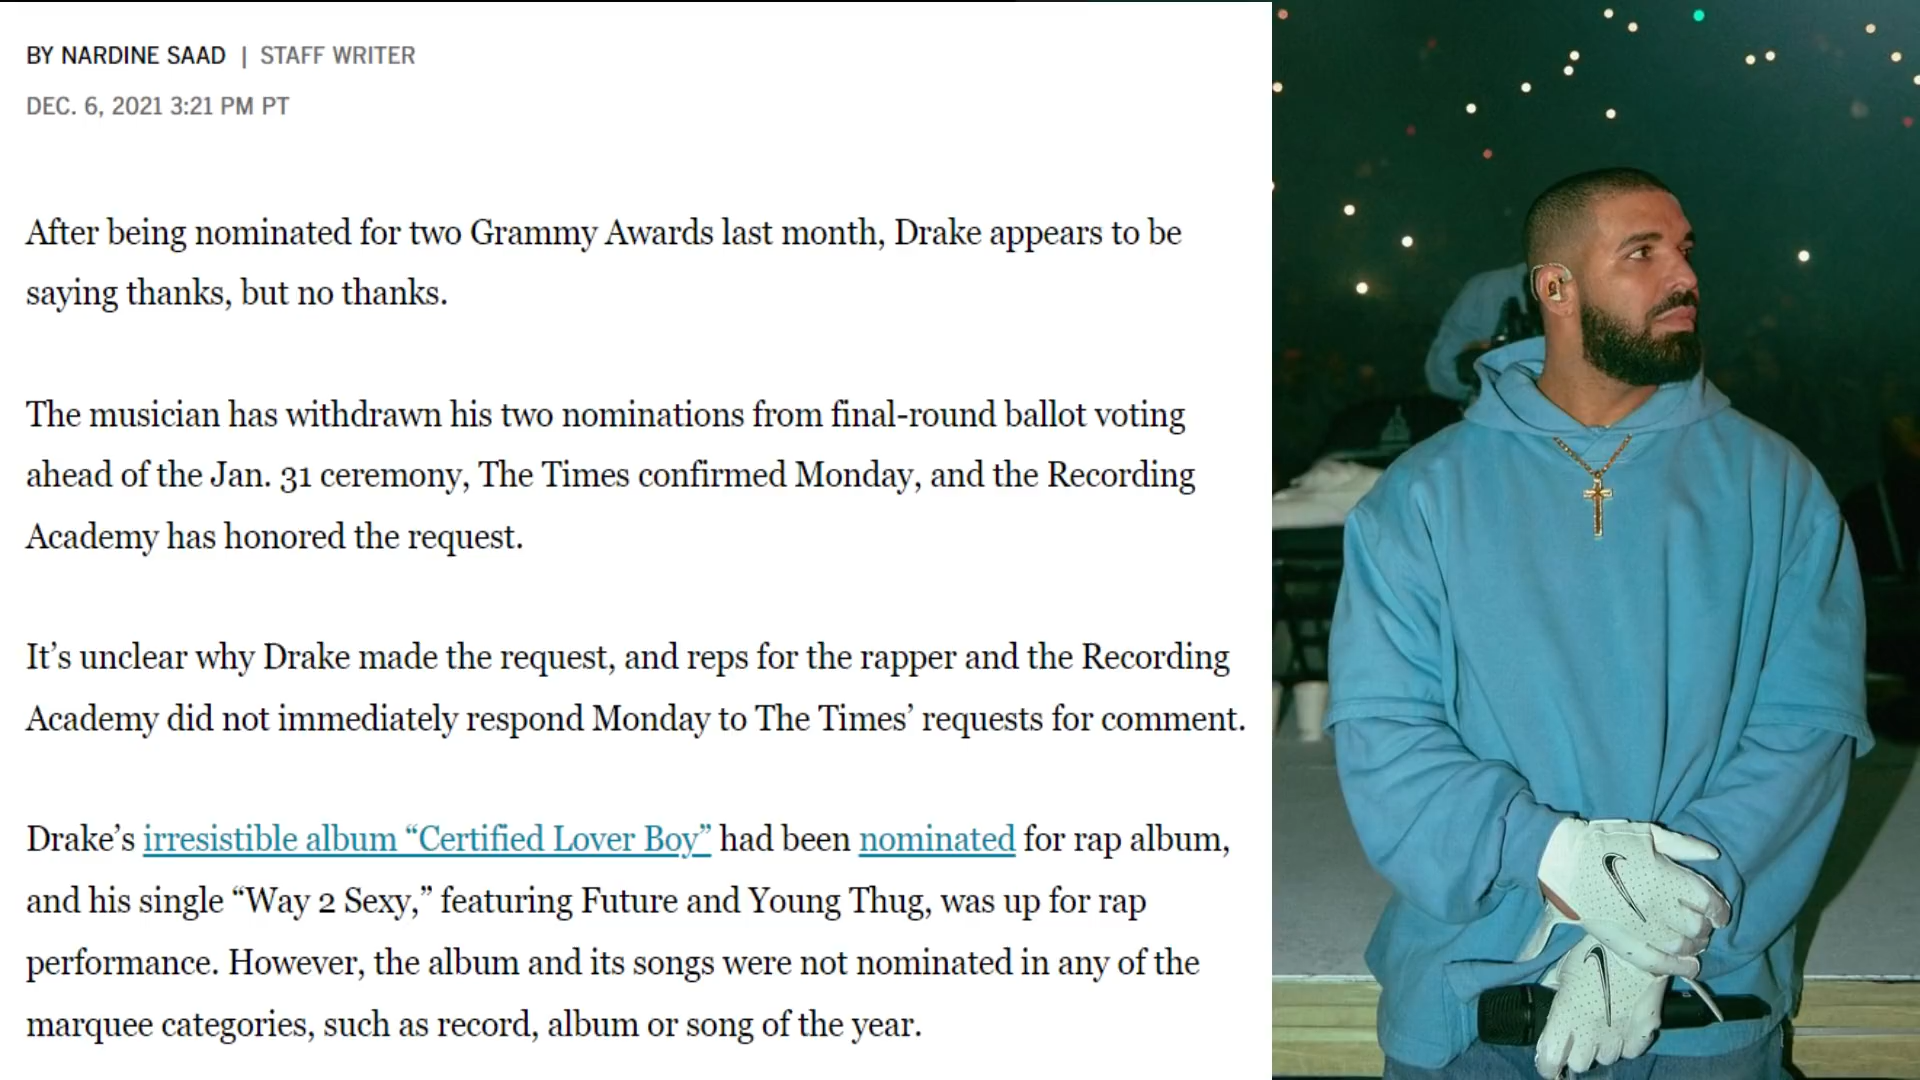 BY NARDINE SAAD | STAFF WRITER
DEC. 6, 2021 3:21 PM PT
After being nominated for two Grammy Awards last month, Drake appears to be
saying thanks, but no thanks.
The musician has withdrawn his two nominations from final-round ballot voting
ahead of the Jan. 31 ceremony, The Times confirmed Monday, and the Recording
Academy has honored the request.
It’s unclear why Drake made the request, and reps for the rapper and the Recording
Academy did not immediately respond Monday to The Times’ requests for comment.
Drake’s irresistible album “Certified Lover Boy” had been nominated for rap album,
and his single “Way 2 Sexy,” featuring Future and Young Thug, was up for rap
performance. However, the album and its songs were not nominated in any of the
marquee categories, such as record, album or song of the year.